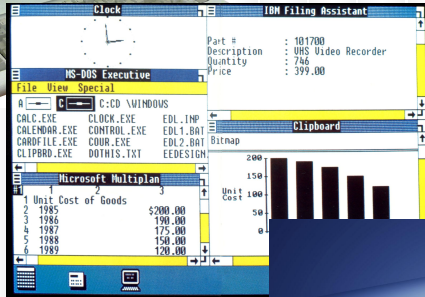 Clock
MS-DOS Executive
File View Special
A
C
C:CD \WINDOWS
CALC.EXE CLOCK.EXE EDL.INP
CALENDAR.EXE CONTROL.EXE EDL1.BAT
CARDFILE.EXE COUR.EXE EDL2.BAT
CLIPBRD.EXE DOTHIS.TXT EEDESIGN.
Microsoft Multiplan
#1 1 2 3
1 Unit Cost of Goods
2 1985 $200.00
3 1986 190.00
4 1987 175.00
5 1988 150.00
6 1989 120.00
IBM Filing Assistant
Part # : 101700
Description : VHS Video Recorder
Quantity : 746
Price : 399.00
Clipboard
Bitmap
200
150
Unit
Cost
100
50
0